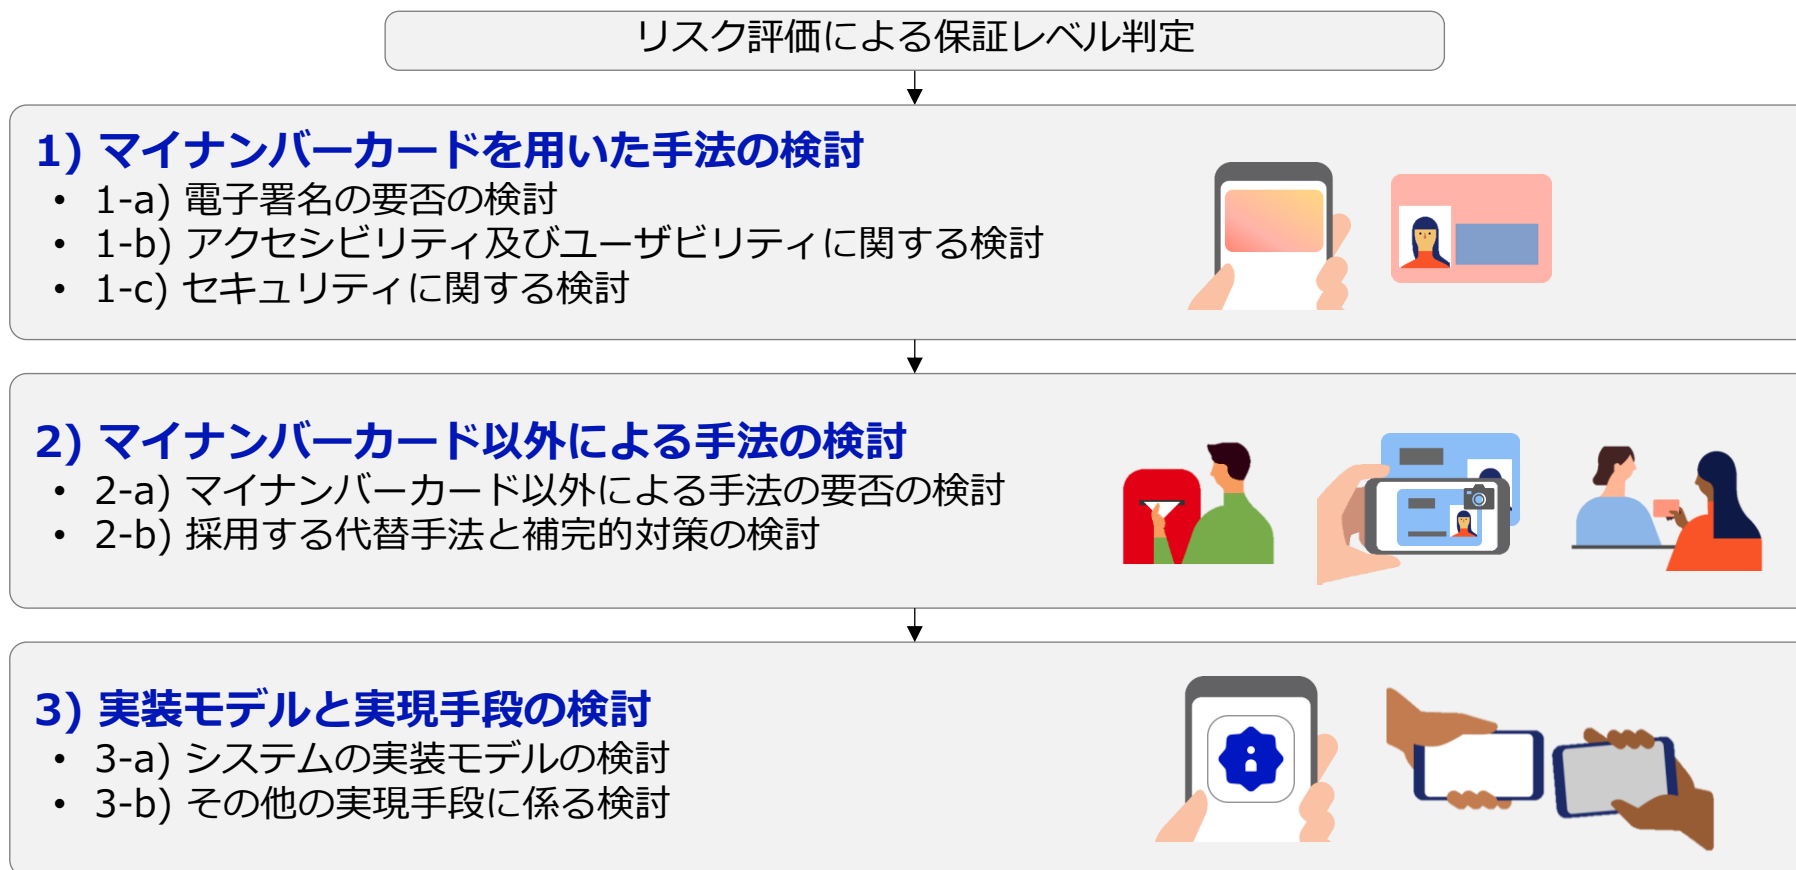 リスク評価による保証レベル判定
1) マイナンバーカードを用いた手法の検討
• 1-a) 電子署名の要否の検討
• 1-b) アクセシビリティ及びユーザビリティに関する検討
• 1-c) セキュリティに関する検討
2) マイナンバーカード以外による手法の検討
• 2-a) マイナンバーカード以外による手法の要否の検討
• 2-b) 採用する代替手法と補完的対策の検討
3) 実装モデルと実現手段の検討
• 3-a) システムの実装モデルの検討
• 3-b) その他の実現手段に係る検討